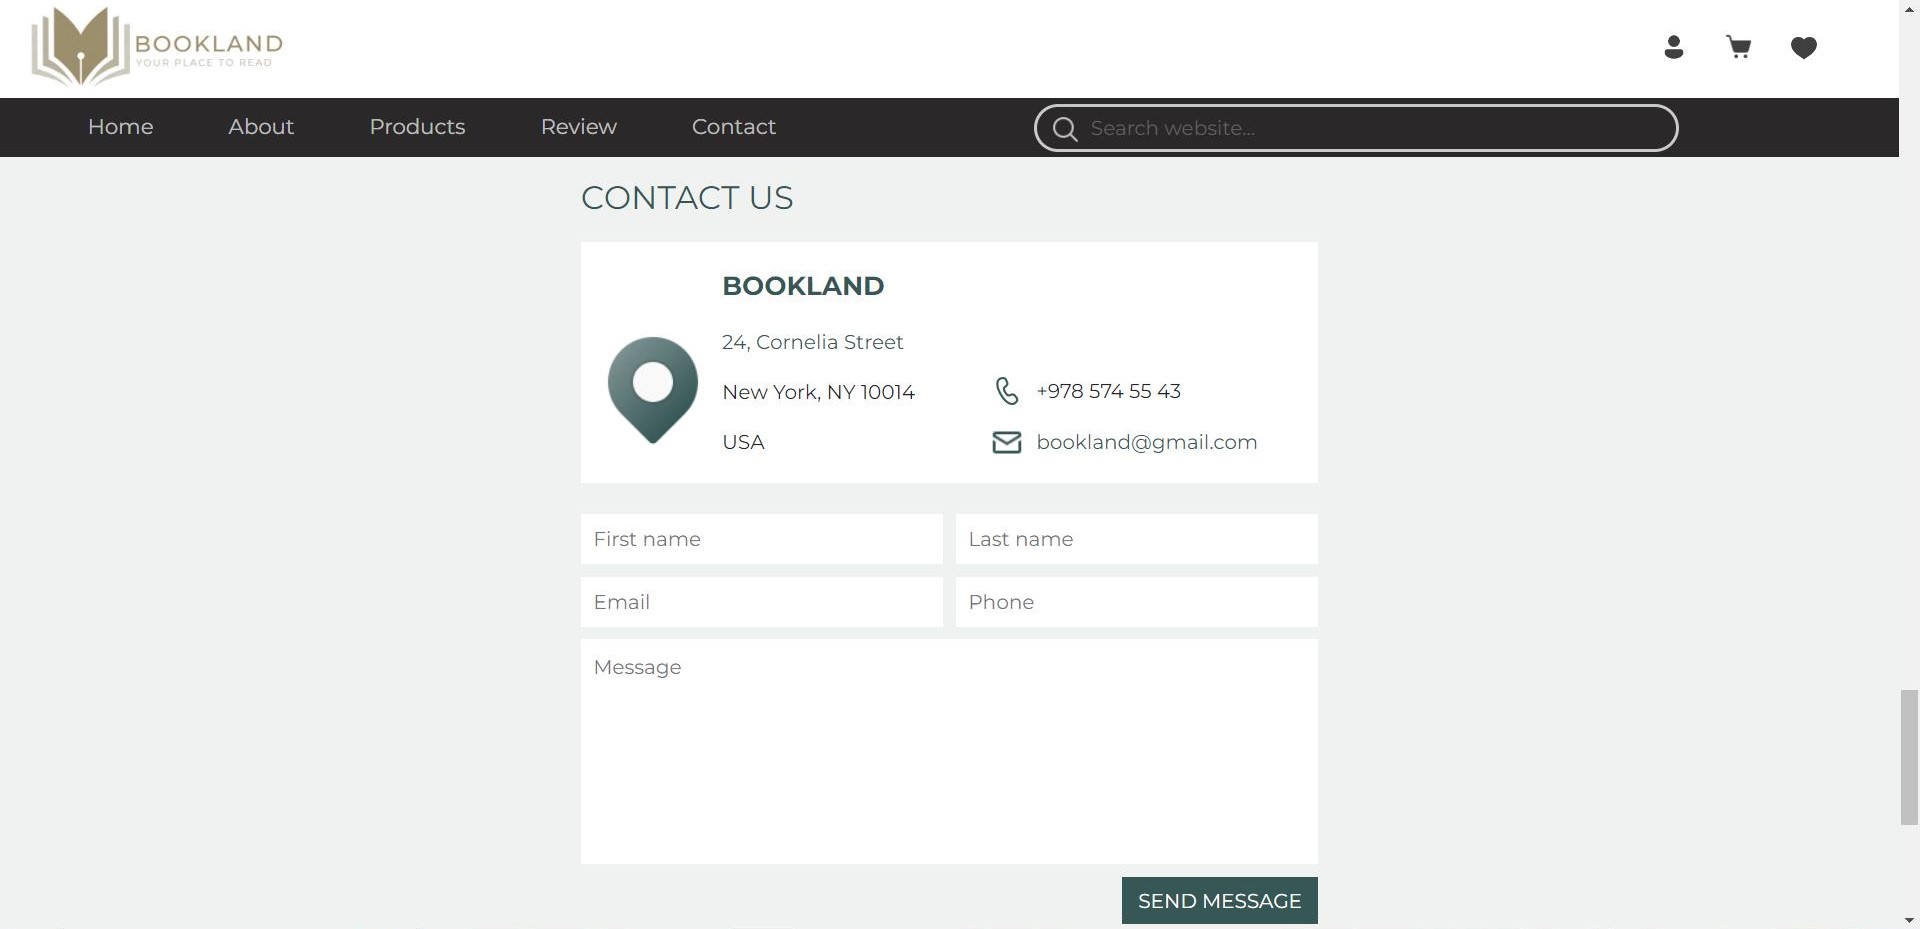 BOOKLAND
YOUR PLACE TO READ
Home About Products Review Contact Search website...
CONTACT US
BOOKLAND
24, Cornelia Street
New York, NY 10014 +978 574 55 43
USA bookland@gmail.com
First name Last name
Email Phone
Message
SEND MESSAGE